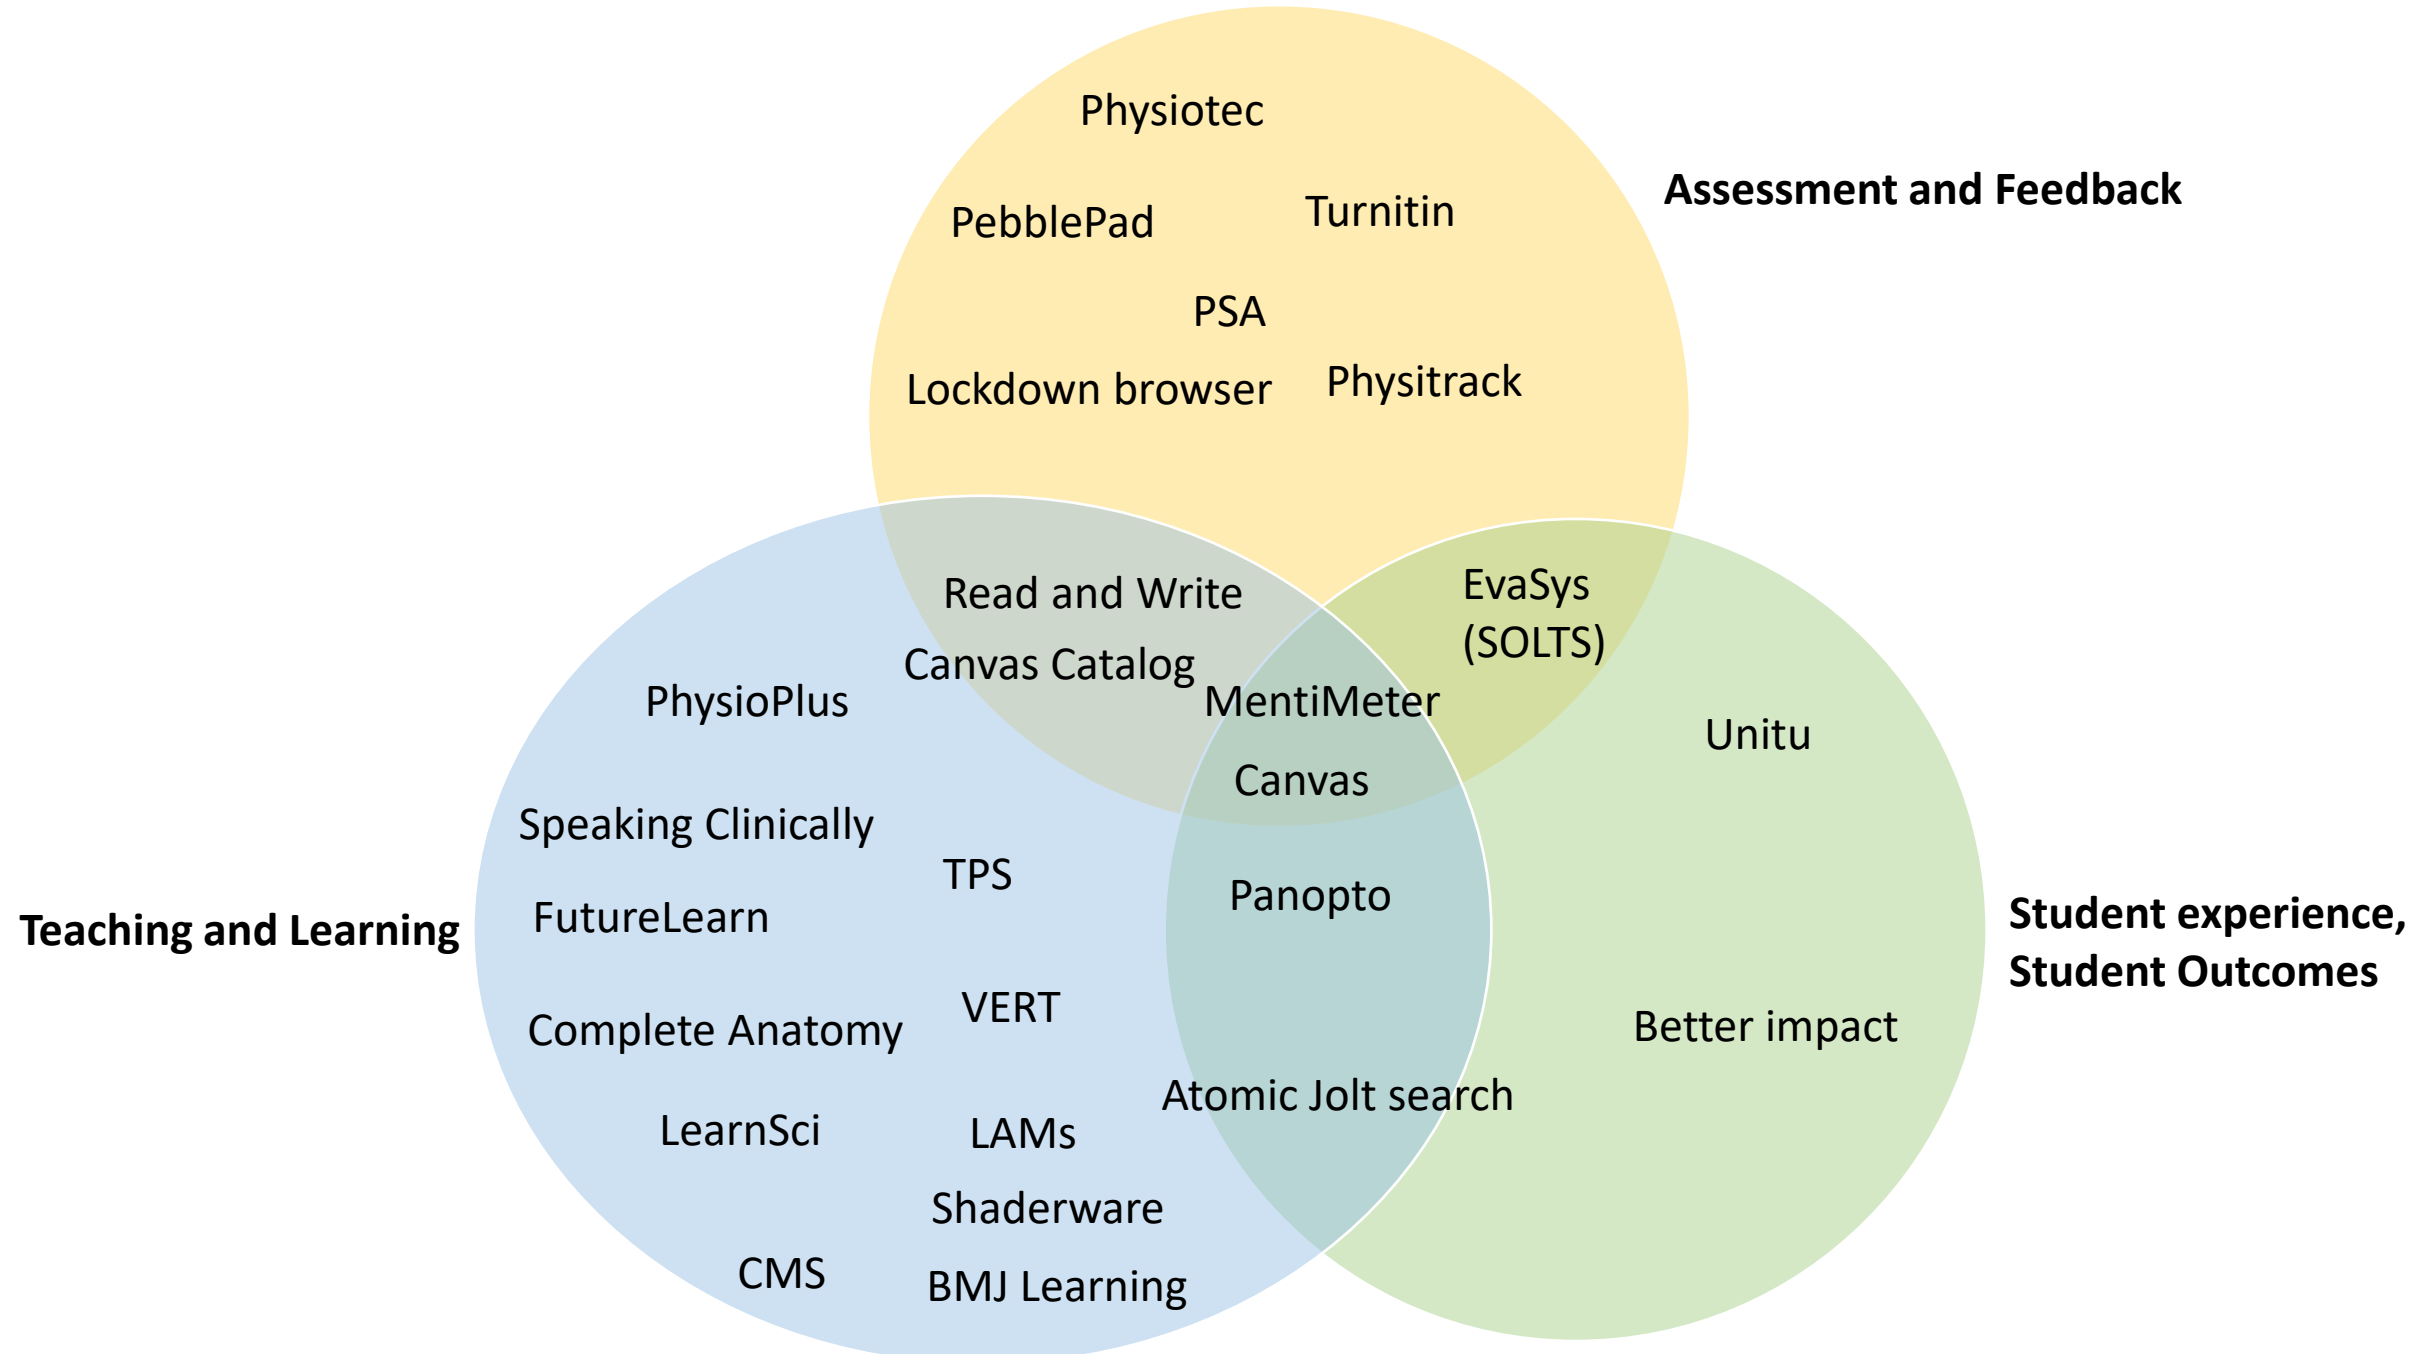 Physiotec
Assessment and Feedback
PebblePad
Turnitin
PSA
Lockdown browser
Physitrack
Read and Write
EvaSys
(SOLTS)
Canvas Catalog
PhysioPlus
MentiMeter
Unitu
Canvas
Speaking Clinically
TPS
Panopto
FutureLearn
Teaching and Learning
Student experience,
Student Outcomes
VERT
Complete Anatomy
Better impact
Atomic Jolt search
LearnSci
LAMs
Shaderware
CMS
BMJ Learning